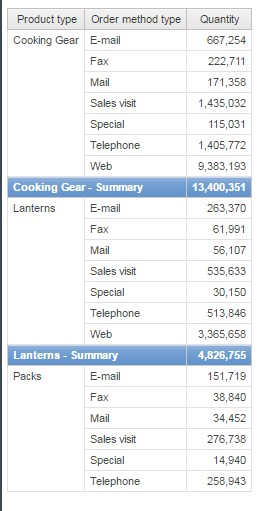 Product type Order method type Quantity
Cooking Gear E-mail 667,254
Fax 222,711
Mail 171,358
Sales visit 1,435,032
Special 115,031
Telephone 1,405,772
Web 9,383,193
Cooking Gear - Summary 13,400,351
Lanterns E-mail 263,370
Fax 61,991
Mail 56,107
Sales visit 535,633
Special 30,150
Telephone 513,846
Web 3,365,658
Lanterns - Summary 4,826,755
Packs E-mail 151,719
Fax 38,840
Mail 34,452
Sales visit 276,738
Special 14,940
Telephone 258,943